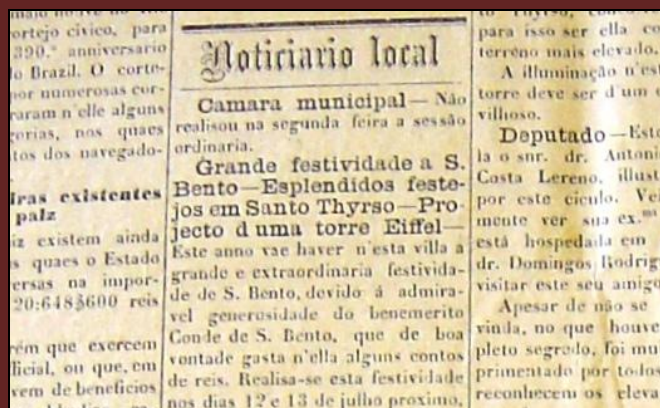 ortejo civico, para
390.º anniversario
Brazil. O corte-
numerosas cor-
raram n'elle alguns
gorias, nos quaes
tos dos navegado-
iras existentes
paiz
iz existem ainda
quaes o Estado
ersas na impor-
20:648$600 reis
rém que exercem
fficial, ou que, em
vem de beneficios
Noticiario local
Camara municipal — Não
realisou na segunda feira a sessão
ordinaria.
Grande festividade a S.
Bento—Esplendidos feste-
jos em Santo Thyrso—Pro-
jecto d uma torre Eiffel—
Este anno vae haver n'esta villa a
grande e extraordinaria festivida-
de de S. Bento, devido á admira-
vel generosidade do benemerito
Conde de S. Bento, que de boa
vontade gasta n'ella alguns contos
de reis. Realisa-se esta festividade
nos dias 12 e 13 de julho proximo,
para isso ser ella co
terreno mais elevado.
A illuminação n'es
torre deve ser d'um e
vilhoso.
Deputado—Este
la o snr. dr. Antoni
Costa Lereno, illust
por este circulo. Ve
mente ver sua ex.ma
está hospedada em
dr. Domingos Rodrig
visitar este seu amigo
Apesar de não se
vinda, no que houve
pleto segredo, foi mui
primentado por todos
reconhecem os eleva